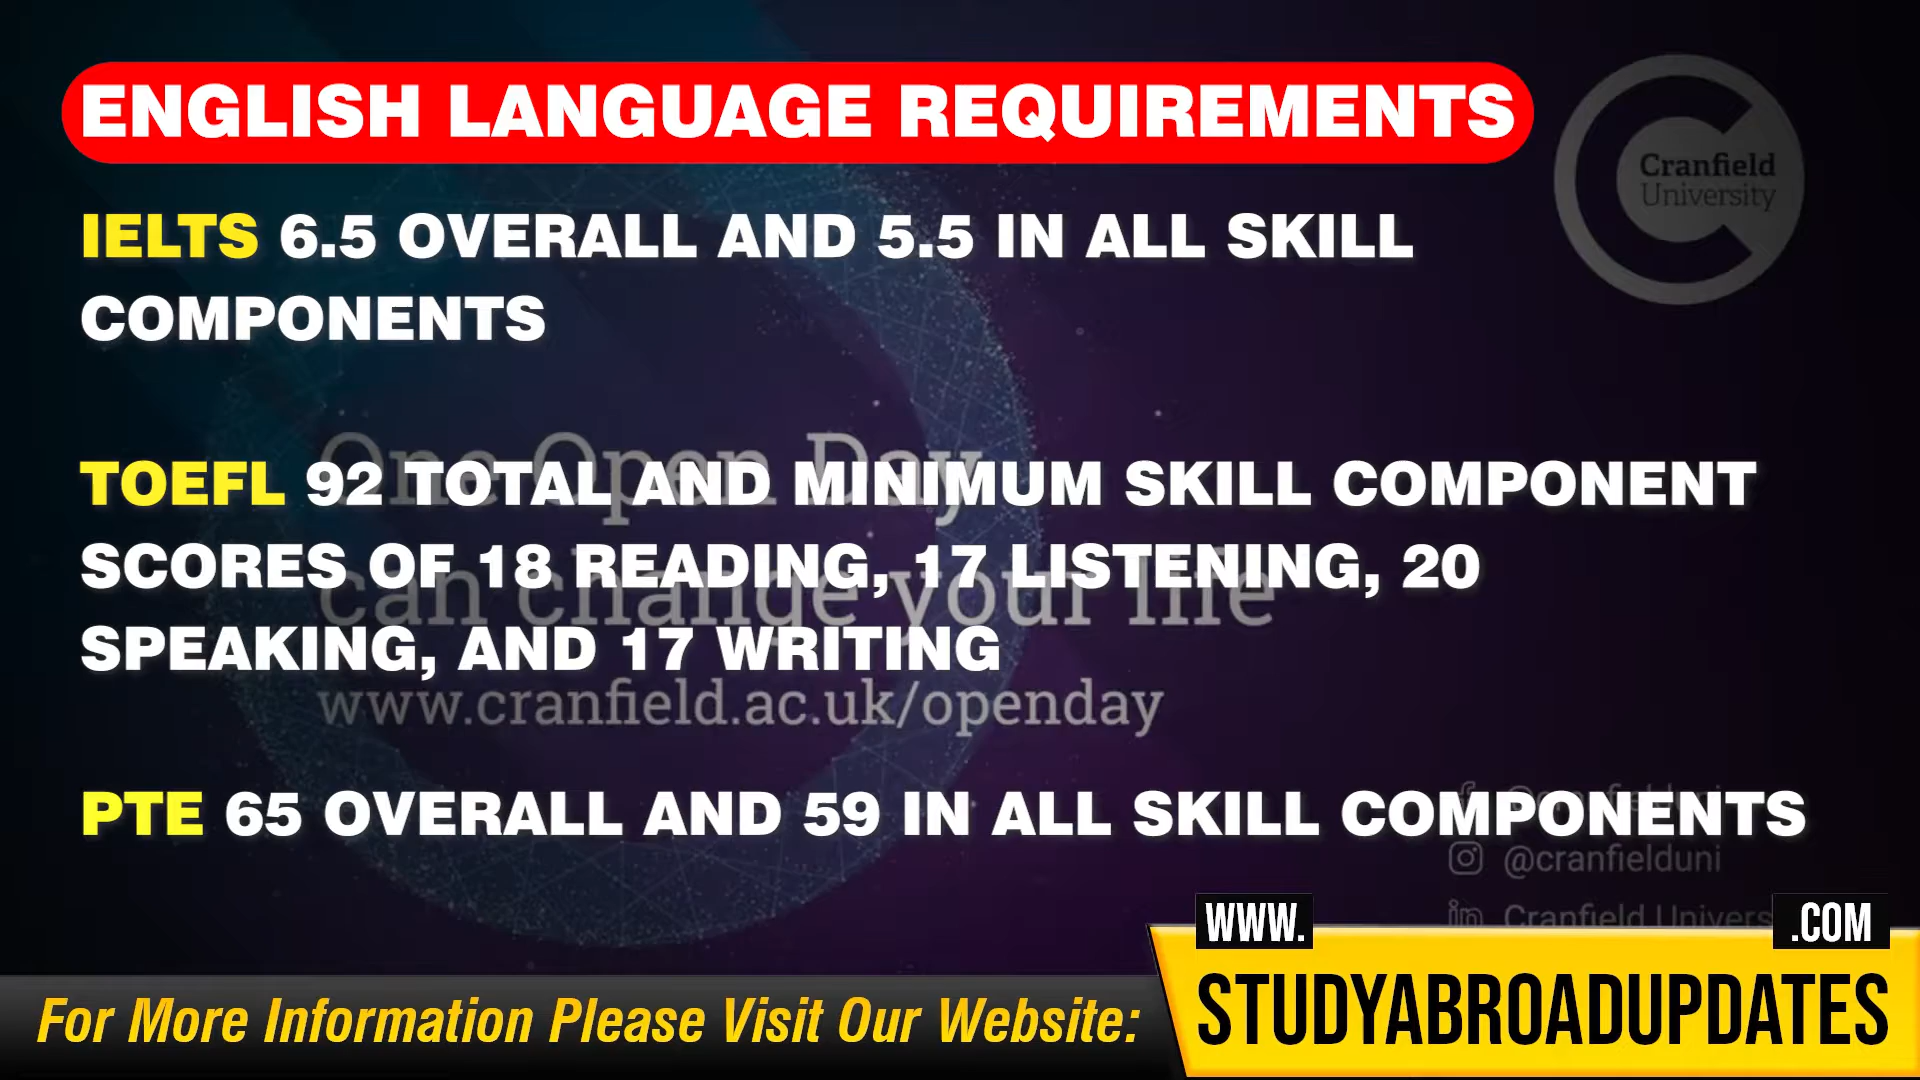 ENGLISH LANGUAGE REQUIREMENTS
Cranfield
University
IELTS 6.5 OVERALL AND 5.5 IN ALL SKILL
COMPONENTS
One Open Day
TOEFL 92 TOTAL AND MINIMUM SKILL COMPONENT
SCORES OF 18 READING, 17 LISTENING, 20
can change your life
SPEAKING, AND 17 WRITING
www.cranfield.ac.uk/openday
PTE 65 OVERALL AND 59 IN ALL SKILL COMPONENTS
@cranfielduni
in Cranfield Univers
WWW.
.COM
For More Information Please Visit Our Website:
STUDYABROADUPDATES